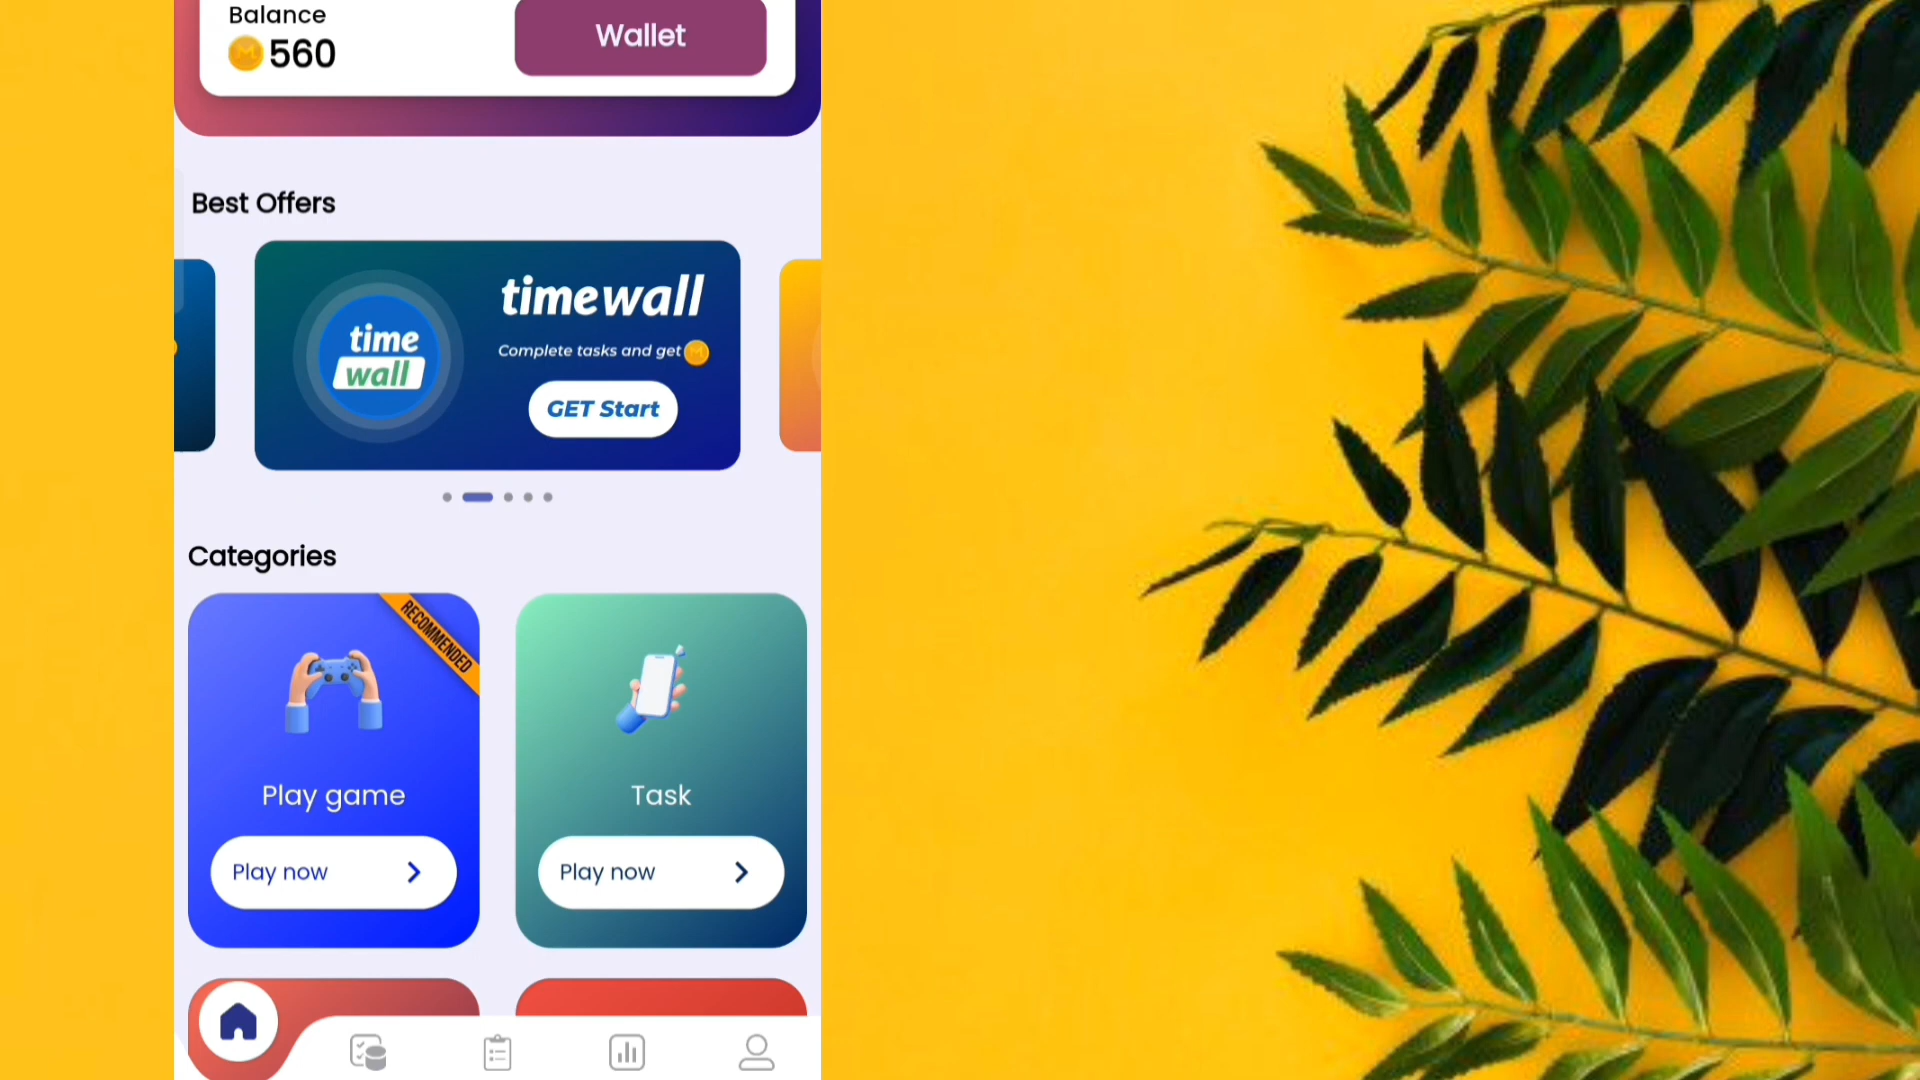 Balance
560
Wallet
Best Offers
time
wall
timewall
Complete tasks and get
GET Start
Categories
RECOMMENDED
Play game
Task
Play now
Play now